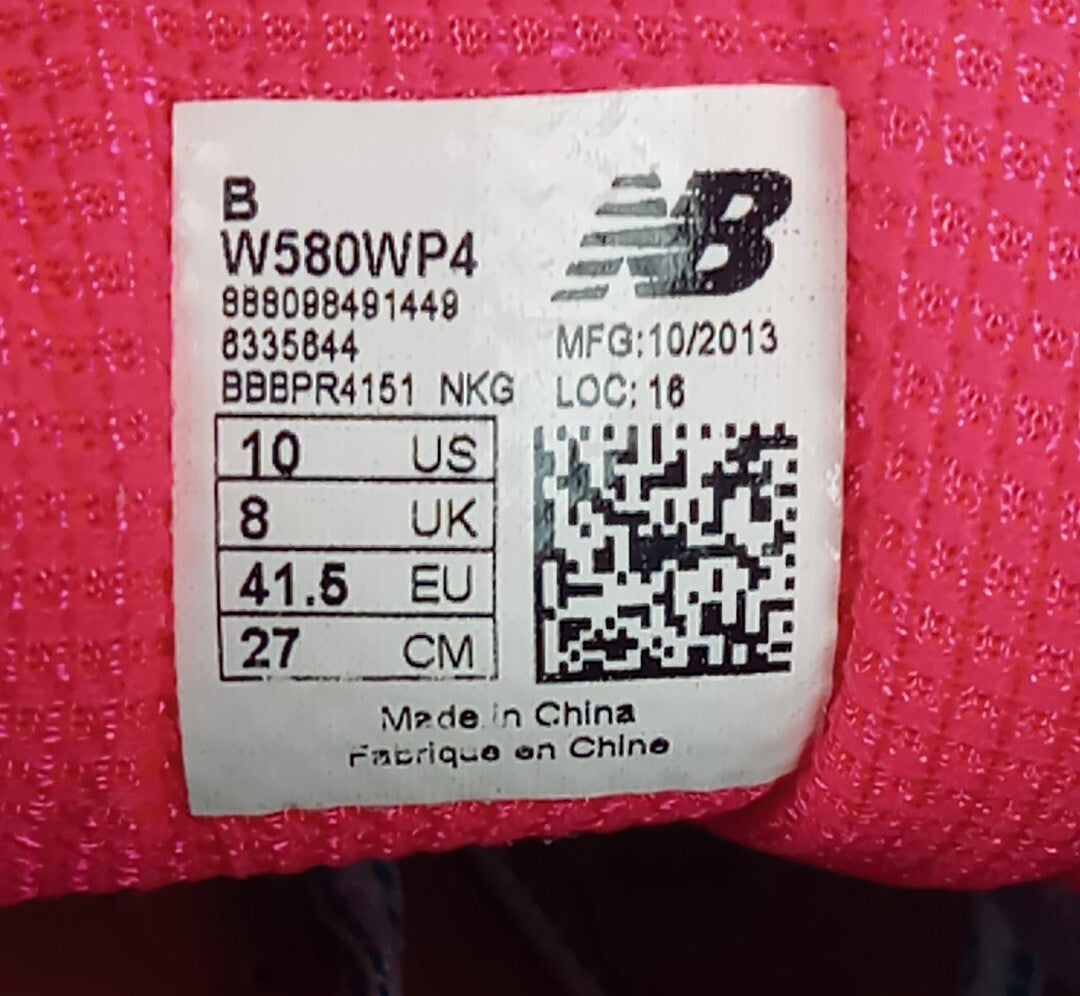 B
W580WP4
888098491449
6335644
BBBPR4151 NKG
NB
MFG:10/2013
LOC: 16
10 US
8 UK
41.5 EU
27 CM
Made in China
Fabrique en Chine